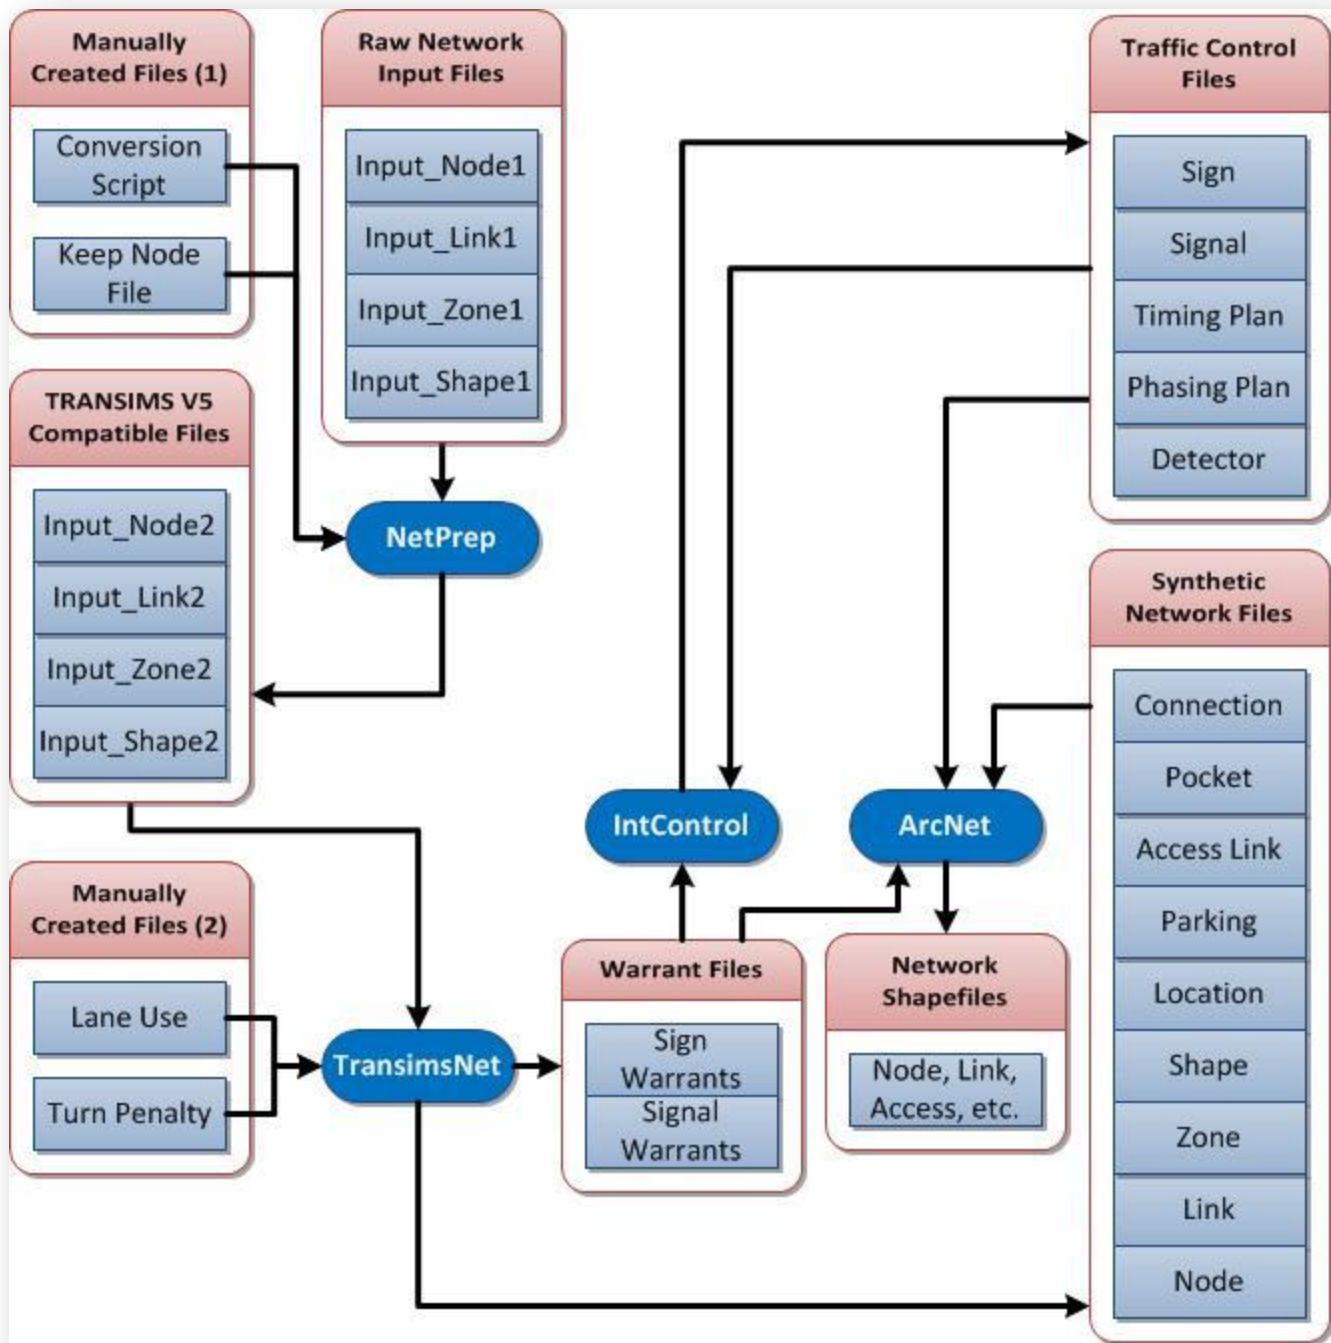 Manually
Created Files (1)
Conversion
Script
Keep Node
File
Raw Network
Input Files
Input_Node1
Input_Link1
Input_Zone1
Input_Shape1
Traffic Control
Files
Sign
Signal
Timing Plan
Phasing Plan
Detector
TRANSIMS V5
Compatible Files
Input_Node2
Input_Link2
Input_Zone2
Input_Shape2
NetPrep
Synthetic
Network Files
Connection
Pocket
Access Link
Parking
Location
Shape
Zone
Link
Node
IntControl
ArcNet
Manually
Created Files (2)
Lane Use
Turn Penalty
TransimsNet
Warrant Files
Sign
Warrants
Signal
Warrants
Network
Shapefiles
Node, Link,
Access, etc.